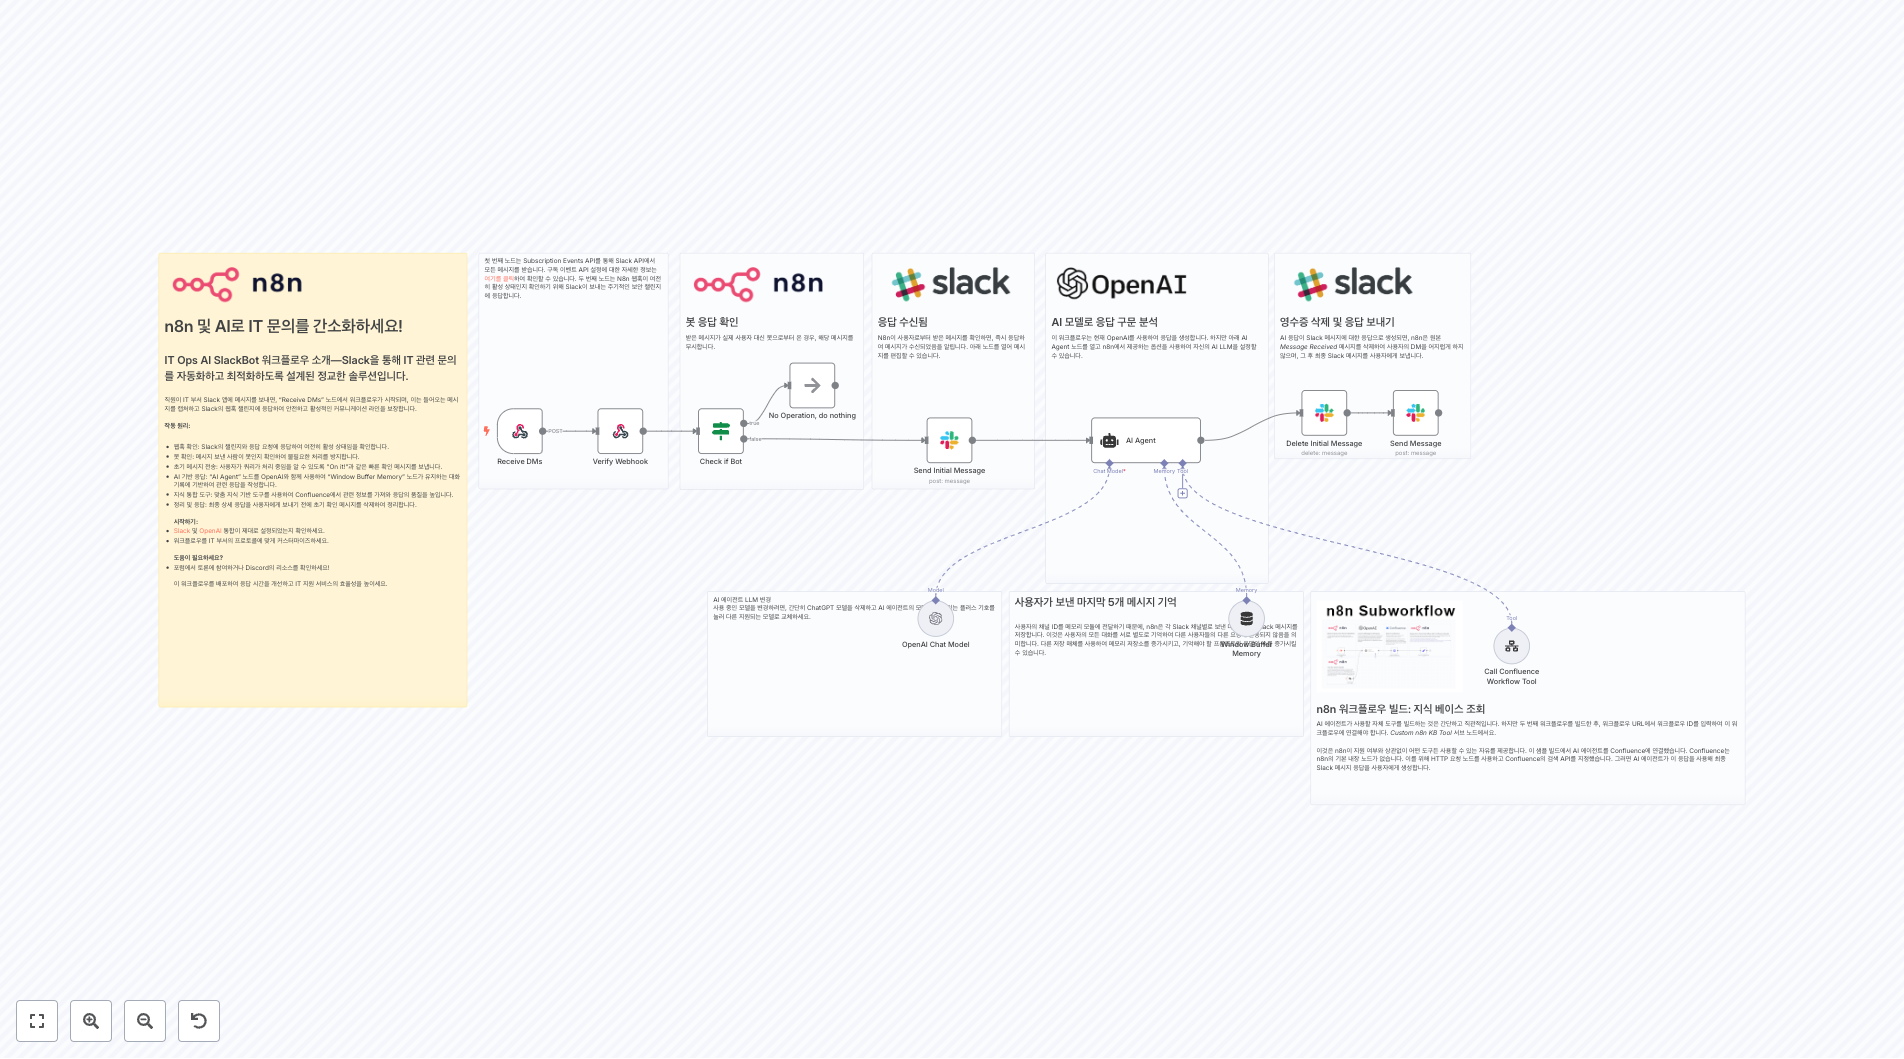 n8n
n8n 및 AI로 IT 문의를 간소화하세요!
IT Ops AI SlackBot 워크플로우 소개—Slack을 통해 IT 관련 문의
를 자동화하고 최적화하도록 설계된 정교한 솔루션입니다.
직원이 IT 부서 Slack 앱에 메시지를 보내면, "Receive DMs" 노드에서 워크플로우가 시작되며, 이는 들어오는 메시
지를 캡처하고 Slack의 웹훅 챌린지에 응답하여 안전하고 활성적인 커뮤니케이션 라인을 보장합니다.
작동 원리:
웹훅 확인: Slack의 챌린지와 응답 요청에 응답하여 여전히 활성 상태임을 확인합니다.
봇 확인: 메시지 보낸 사람이 봇인지 확인하여 불필요한 처리를 방지합니다.
초기 메시지 전송: 사용자가 쿼리가 처리 중임을 알 수 있도록 "On it!"과 같은 빠른 확인 메시지를 보냅니다.
AI 기반 응답: "AI Agent" 노드를 OpenAI와 함께 사용하여 "Window Buffer Memory" 노드가 유지하는 대화
기록에 기반하여 관련 응답을 작성합니다.
지식 통합 도구: 맞춤 지식 기반 도구를 사용하여 Confluence에서 관련 정보를 가져와 응답의 품질을 높입니다.
정리 및 응답: 최종 상세 응답을 사용자에게 보내기 전에 초기 확인 메시지를 삭제하여 정리합니다.
시작하기:
Slack 및 OpenAI 통합이 제대로 설정되었는지 확인하세요.
워크플로우를 IT 부서의 프로토콜에 맞게 커스터마이즈하세요.
도움이 필요하세요?
포럼에서 토론에 참여하거나 Discord의 리소스를 확인하세요!
이 워크플로우를 배포하여 응답 시간을 개선하고 IT 지원 서비스의 효율성을 높이세요.
첫 번째 노드는 Subscription Events API를 통해 Slack API에서
모든 메시지를 받습니다. 구독 이벤트 API 설정에 대한 자세한 정보는
여기를 클릭하여 확인할 수 있습니다. 두 번째 노드는 N8n 웹훅이 여전
히 활성 상태인지 확인하기 위해 Slack이 보내는 주기적인 보안 챌린지
에 응답합니다.
Receive DMs
POST
Verify Webhook
n8n
봇 응답 확인
받은 메시지가 실제 사용자 대신 봇으로부터 온 경우, 해당 메시지를
무시합니다.
No Operation, do nothing
true
false
Check if Bot
slack
응답 수신됨
N8n이 사용자로부터 받은 메시지를 확인하면, 즉시 응답하
여 메시지가 수신되었음을 알립니다. 아래 노드를 열어 메시
지를 편집할 수 있습니다.
Send Initial Message
post: message
OpenAI
AI 모델로 응답 구문 분석
이 워크플로우는 현재 OpenAI를 사용하여 응답을 생성합니다. 하지만 아래 AI
Agent 노드를 열고 n8n에서 제공하는 옵션을 사용하여 자신의 AI LLM을 설정할
수 있습니다.
AI Agent
Chat Model*
Memory
Tool
slack
영수증 삭제 및 응답 보내기
AI 응답이 Slack 메시지에 대한 응답으로 생성되면, n8n은 원본
Message Received 메시지를 삭제하여 사용자의 DM을 어지럽게 하지
않으며, 그 후 최종 Slack 메시지를 사용자에게 보냅니다.
Delete Initial Message
delete: message
Send Message
post: message
AI 에이전트 LLM 변경
사용 중인 모델을 변경하려면, 간단히 ChatGPT 모델을 삭제하고 AI 에이전트의 플러스 기호를
눌러 다른 지원되는 모델로 교체하세요.
Model
OpenAI Chat Model
사용자가 보낸 마지막 5개 메시지 기억
사용자의 채널 ID를 메모리 모듈에 전달하기 때문에, n8n은 각 Slack 채널별로 보낸 메시지를
저장합니다. 이것은 사용자의 모든 대화를 서로 별도로 기억하여 다른 사용자들의 다른 않음을 의
미합니다. 다른 저장 매체를 사용하여 메모리 저장소를 증가시키고, 기억해야 할 증가시킬
수 있습니다.
Memory
Window Buffer
Memory
n8n Subworkflow
Tool
Call Confluence
Workflow Tool
n8n 워크플로우 빌드: 지식 베이스 조회
AI 에이전트가 사용할 자체 도구를 빌드하는 것은 간단하고 직관적입니다. 하지만 두 번째 워크플로우를 빌드한 후, 워크플로우 URL에서 워크플로우 ID를 입력하여 이 워
크플로우에 연결해야 합니다. Custom n8n KB Tool 서브 노드에서요.
이것은 n8n이 지원 여부와 상관없이 어떤 도구든 사용할 수 있는 자유를 제공합니다. 이 샘플 빌드에서 AI 에이전트를 Confluence에 연결했습니다. Confluence는
n8n의 기본 내장 노드가 없습니다. 이를 위해 HTTP 요청 노드를 사용하고 Confluence의 검색 API를 지정했습니다. 그러면 AI 에이전트가 이 응답을 사용해 최종
Slack 메시지 응답을 사용자에게 생성합니다.